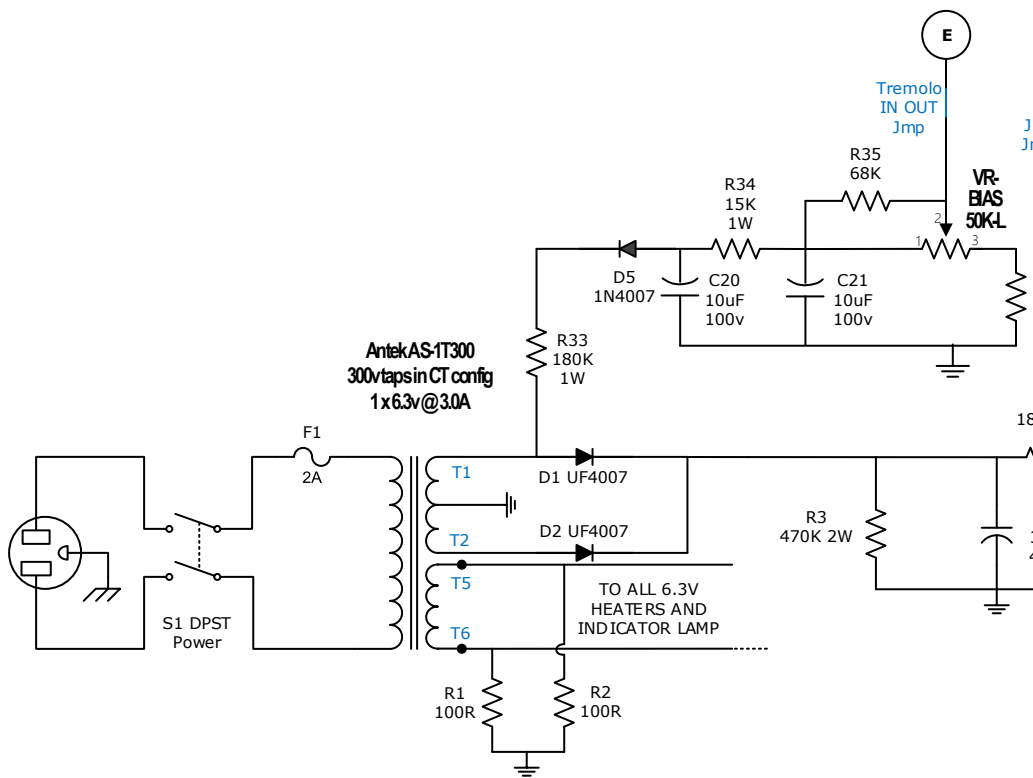 E
Tremolo
IN OUT
Jmp
J
R35
68K
VR-
BIAS
50K-L
R34
15K
1W
2
1
3
D5
1N4007
C20
10uF
100v
C21
10uF
100v
R33
180K
1W
Antek AS-1T300
300v taps in CT config
1 x 6.3v @ 3.0A
F1
2A
T1
D1 UF4007
18
T2
D2 UF4007
R3
470K 2W
T5
TO ALL 6.3V
HEATERS AND
INDICATOR LAMP
T6
S1 DPST
Power
R1
100R
R2
100R